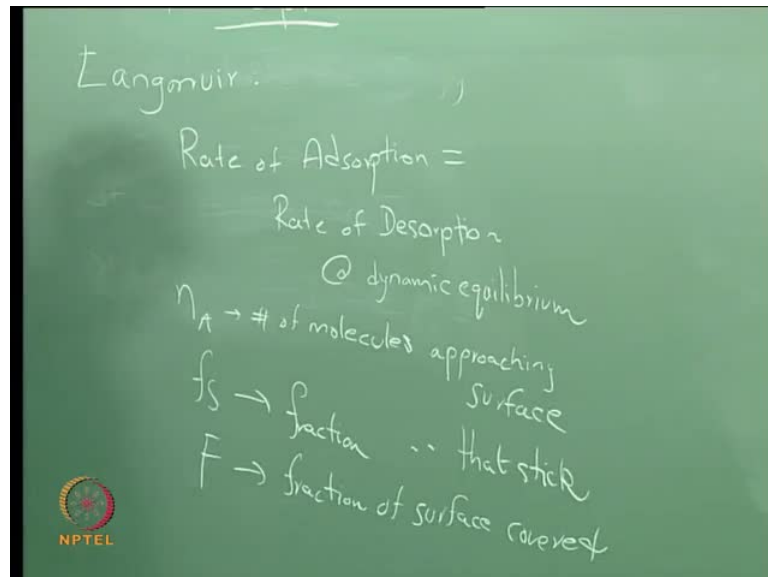 Langmuir.
Rate of Adsorption =
Rate of Desorption
@ dynamic equilibrium
η_A → # of molecules approaching
surface
fs → fraction " that stick
F → fraction of surface covered
NPTEL